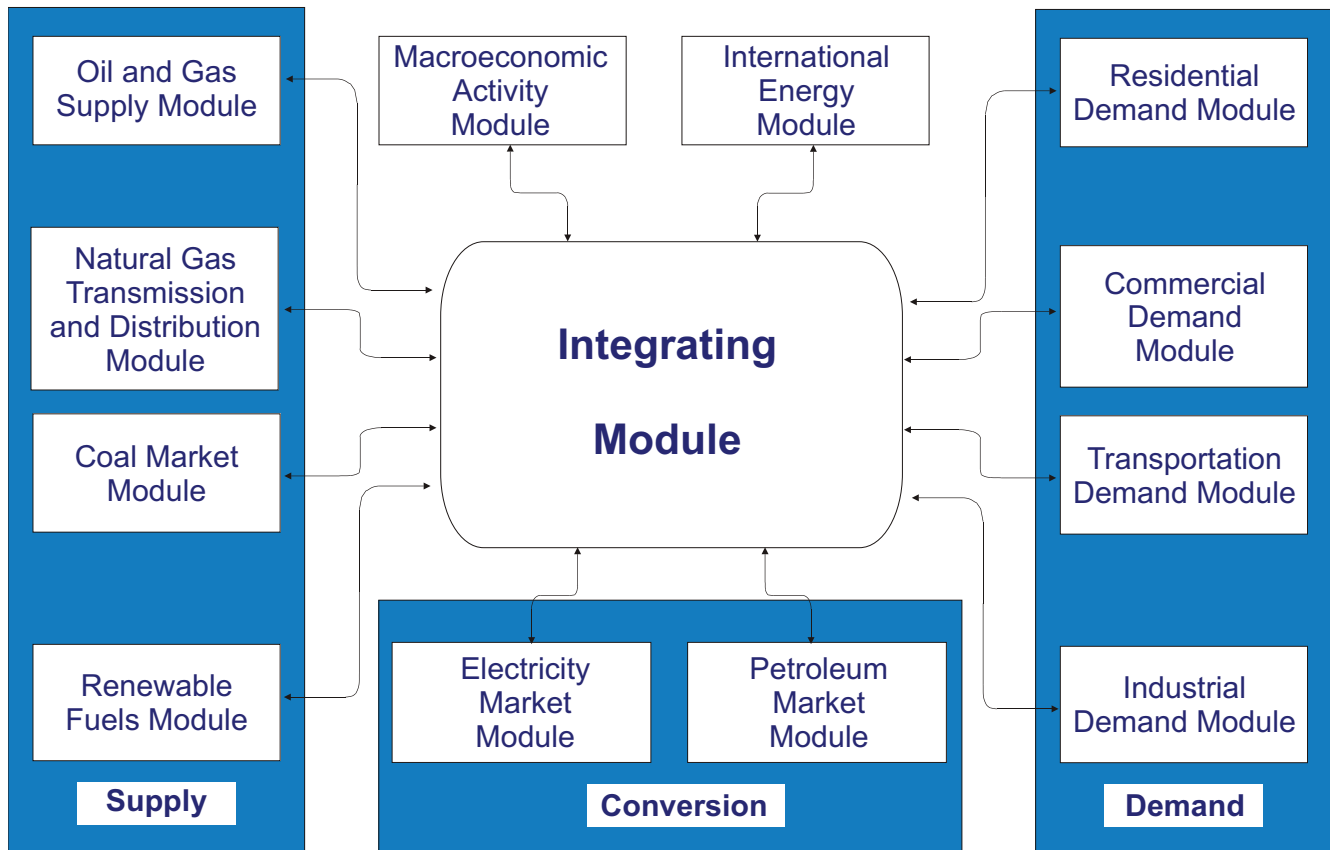 Oil and Gas
Supply Module
Natural Gas
Transmission
and Distribution
Module
Coal Market
Module
Renewable
Fuels Module
Supply
Macroeconomic
Activity
Module
International
Energy
Module
Integrating
Module
Electricity
Market
Module
Petroleum
Market
Module
Conversion
Residential
Demand Module
Commercial
Demand
Module
Transportation
Demand Module
Industrial
Demand Module
Demand